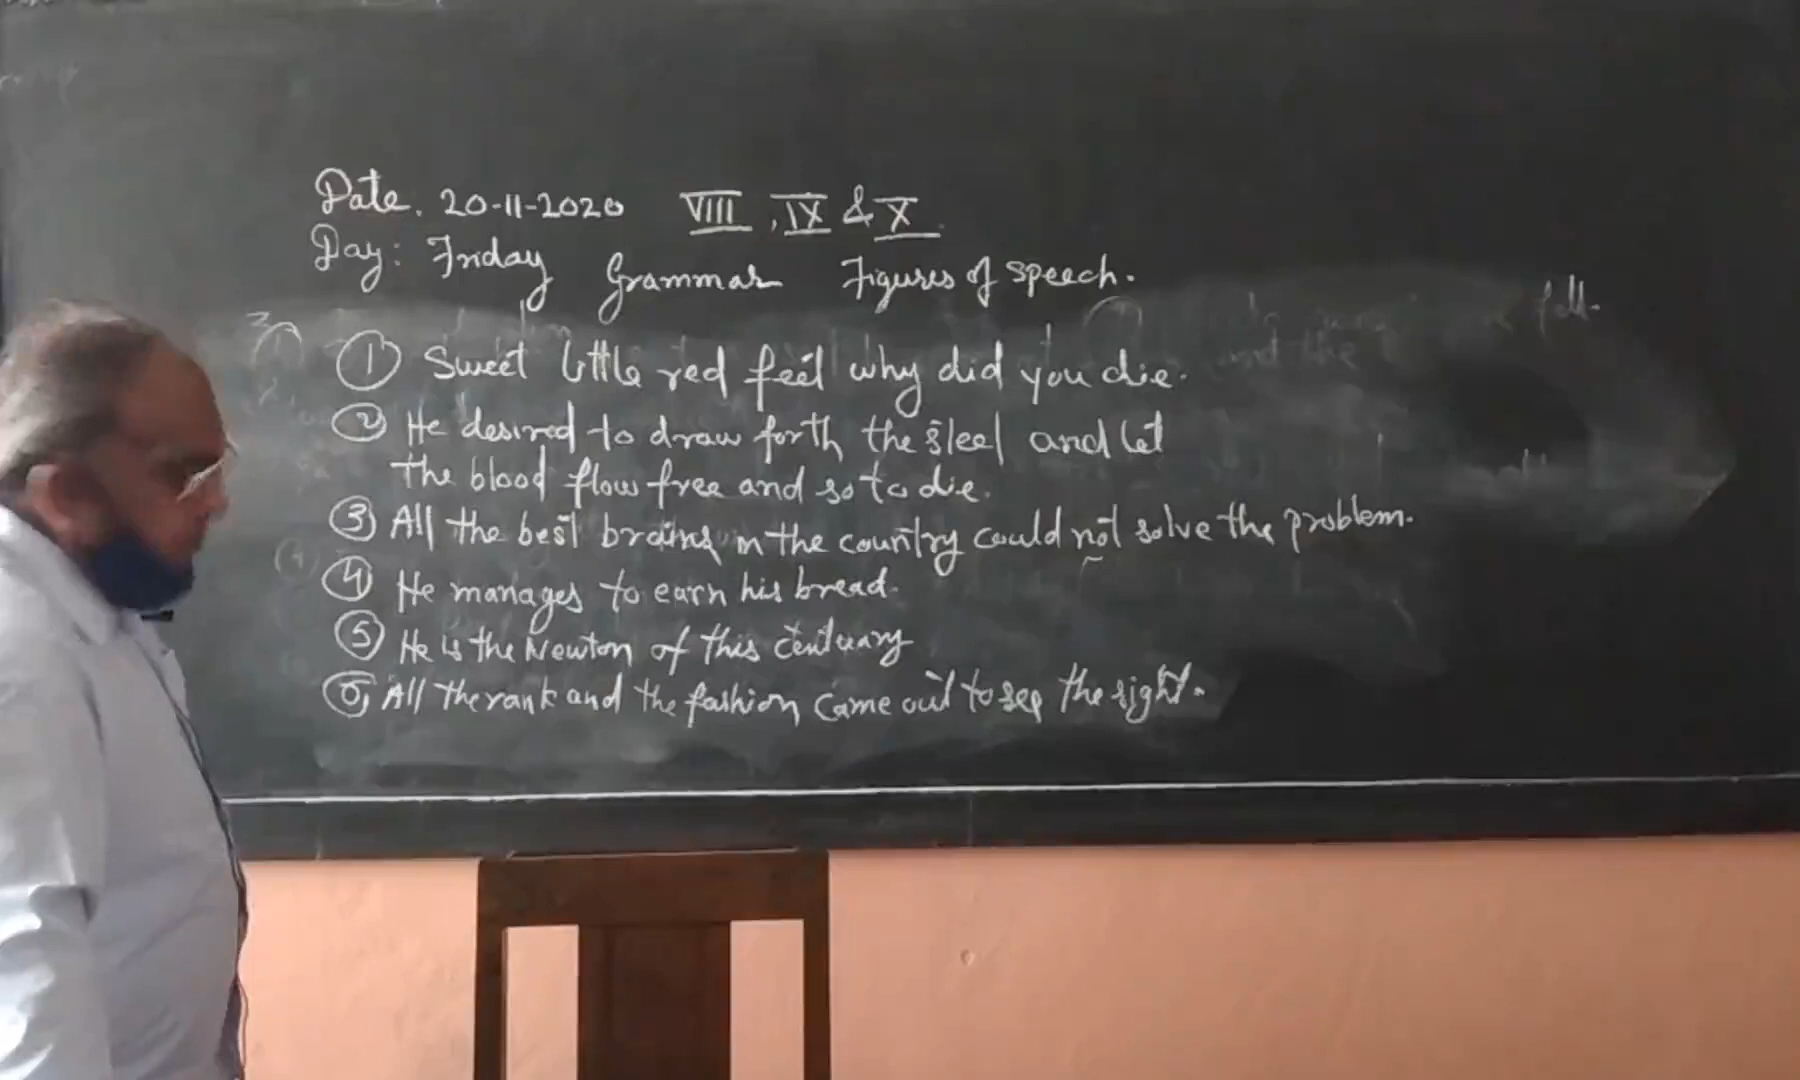 Date. 20-11-2020 VIII, IX & X
Day: Friday Grammar Figures of speech.
① Sweet little red feet why did you die.
② He desired to draw forth the steel and let
the blood flow free and so to die.
③ All the best brains in the country could not solve the problem.
④ He manages to earn his bread.
⑤ He is the Newton of this centuary
⑥ All the rank and the fashion came out to see the sight.